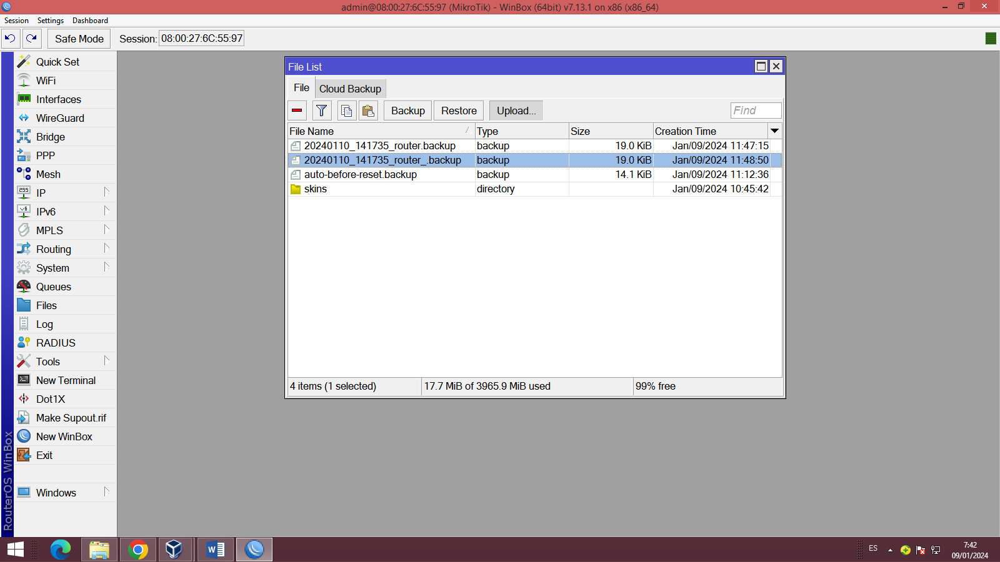 admin@08:00:27:6C:55:97 (MikroTik) - WinBox (64bit) v7.13.1 on x86 (x86_64)
Session Settings Dashboard
Safe Mode Session: 08:00:27:6C:55:97
Quick Set
WiFi
Interfaces
WireGuard
Bridge
PPP
Mesh
IP
IPv6
MPLS
Routing
System
Queues
Files
Log
RADIUS
Tools
New Terminal
Dot1X
Make Supout.rif
New WinBox
Exit
Windows
RouterOS WinBox
File List
File Cloud Backup
Backup Restore Upload... Find
File Name Type Size Creation Time
20240110_141735_router.backup backup 19.0 KiB Jan/09/2024 11:47:15
20240110_141735_router_.backup backup 19.0 KiB Jan/09/2024 11:48:50
auto-before-reset.backup backup 14.1 KiB Jan/09/2024 11:12:36
skins directory Jan/09/2024 10:45:42
4 items (1 selected) 17.7 MiB of 3965.9 MiB used 99% free
ES 7:42
09/01/2024